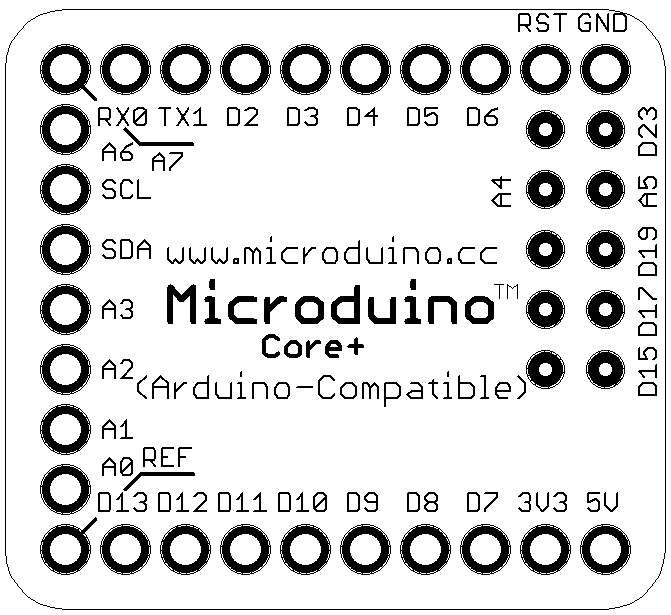 RST GND
RX0 TX1 D2 D3 D4 D5 D6
D23
A6
A7
SCL
A4
A5
SDA
www.microduino.cc
D19
Microduino™
A3
D17
Core+
A2
(Arduino-Compatible)
D15
A1
REF
A0
D13 D12 D11 D10 D9 D8 D7 3V3 5V